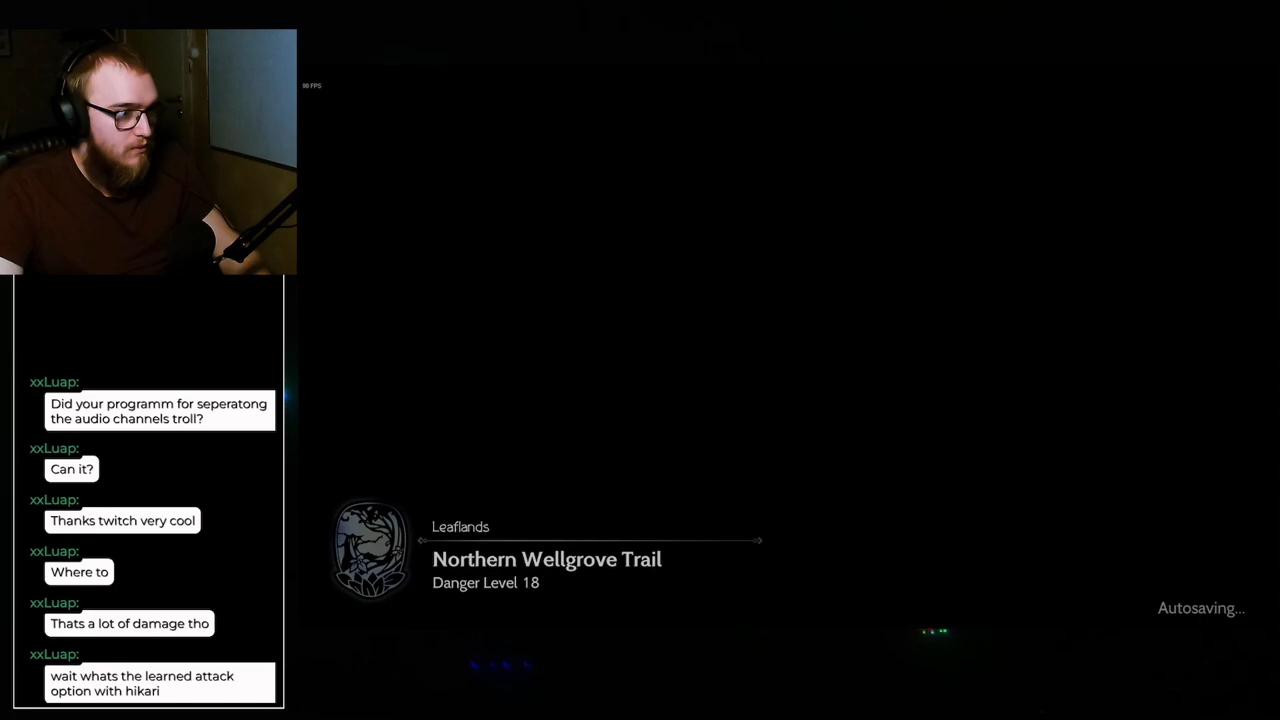 90 FPS
xxLuap:
Did your programm for seperatong
the audio channels troll?
xxLuap:
Can it?
xxLuap:
Thanks twitch very cool
xxLuap:
Where to
xxLuap:
Thats a lot of damage tho
xxLuap:
wait whats the learned attack
option with hikari
Leaflands
Northern Wellgrove Trail
Danger Level 18
Autosaving...